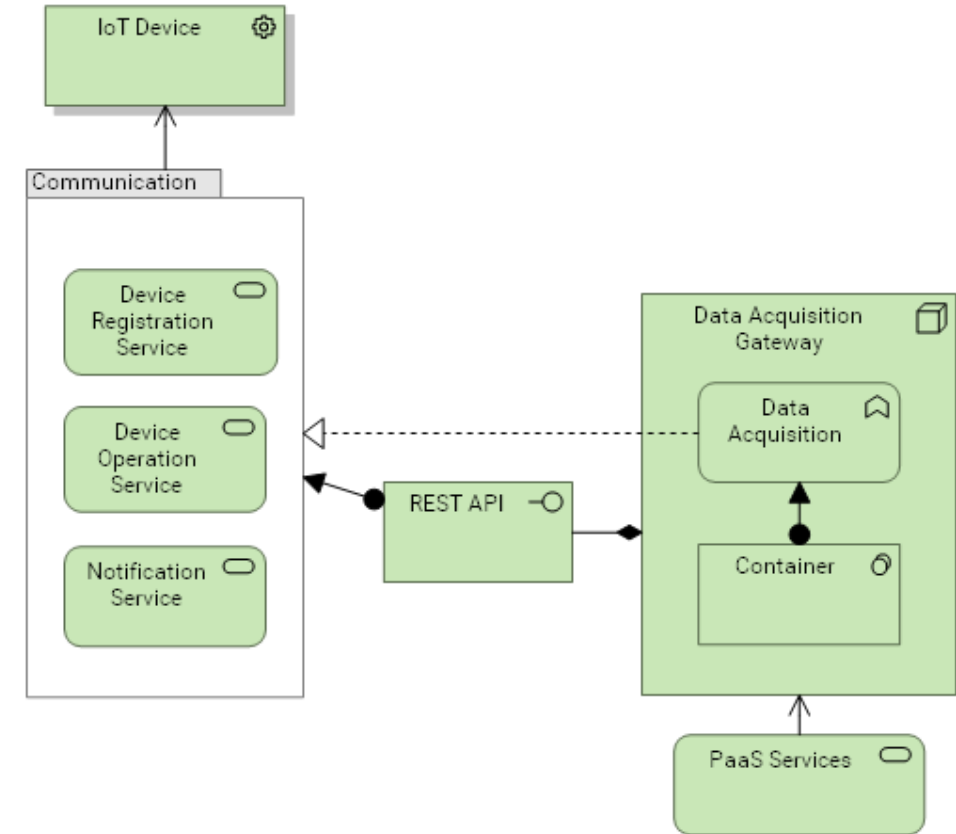 IoT Device
Communication
Device
Registration
Service
Device
Operation
Service
Notification
Service
REST API
Data Acquisition
Gateway
Data
Acquisition
Container
PaaS Services